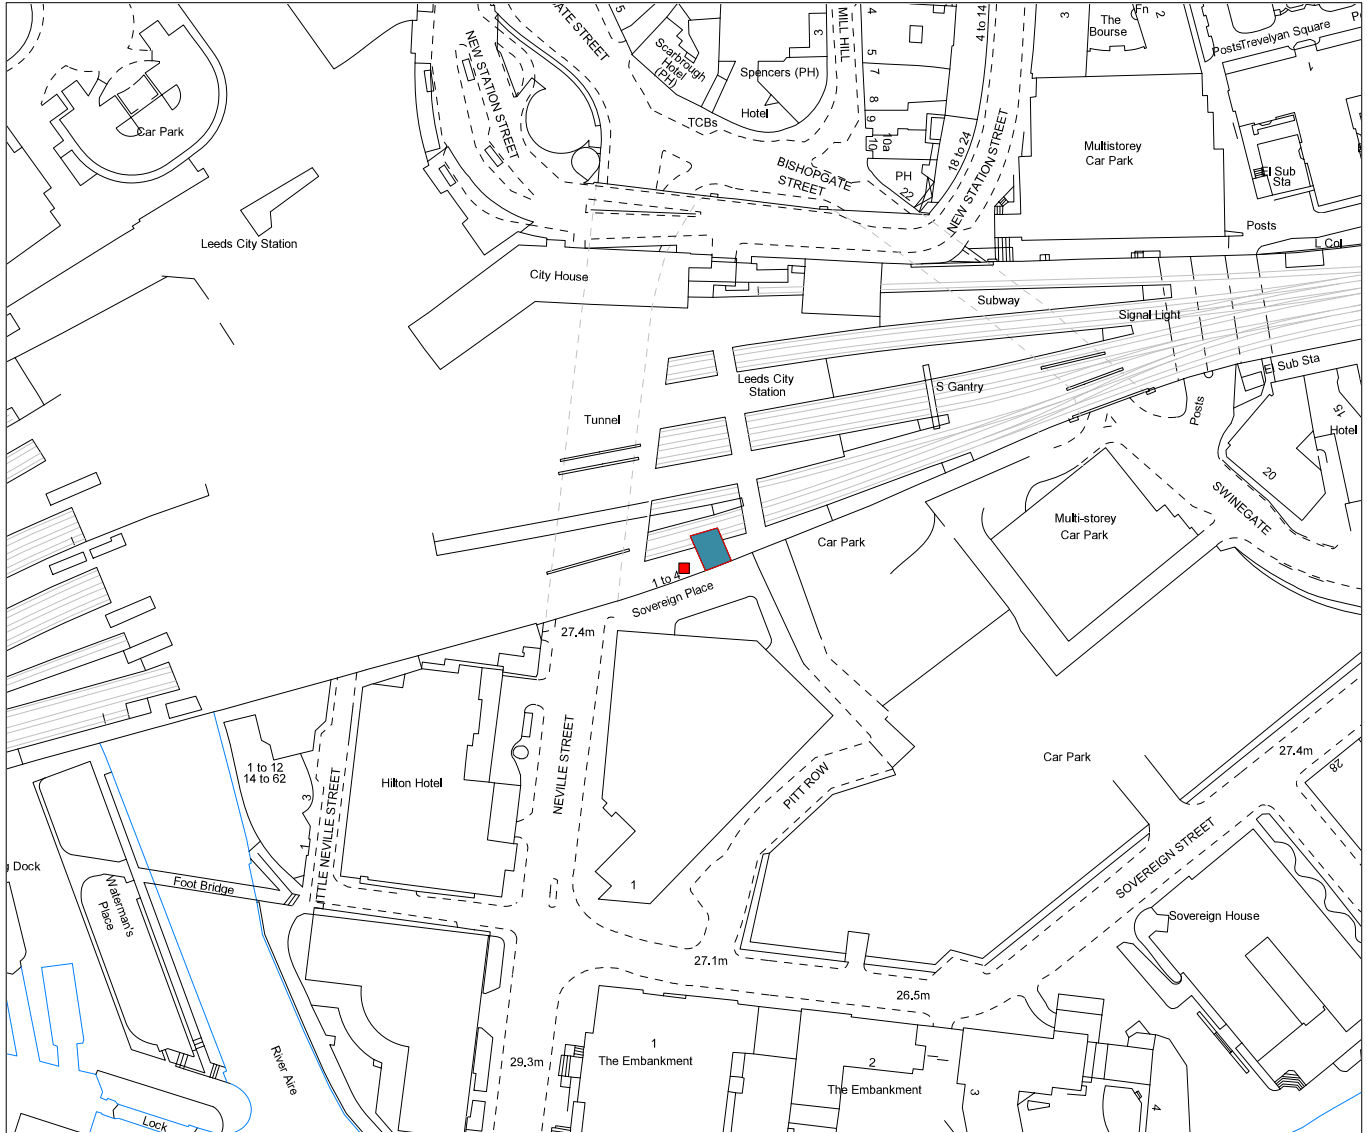 GATE STREET
5
Scarbrough
Hotel
(PH)
NEW STATION STREET
Car Park
TCBs
Spencers (PH)
Hotel
3
MILL HILL
4
5
7
8
9
10
10a
PH
22
4 to 14
18 to 24
NEW STATION STREET
BISHOPGATE
STREET
3
The
Bourse
Fn
2
Posts
Trevelyan Square
1
Multistorey
Car Park
El Sub
Sta
Posts
L Col
Leeds City Station
City House
Subway
Signal Light
El Sub Sta
Leeds City
Station
S Gantry
Tunnel
Posts
15
Hotel
20
SWINEGATE
Multi-storey
Car Park
Car Park
1 to 4
Sovereign Place
27.4m
1 to 12
14 to 62
3
1
LE NEVILLE STREET
Hilton Hotel
NEVILLE STREET
PITT ROW
Car Park
27.4m
28
SOVEREIGN STREET
Sovereign House
g Dock
Waterman's
Place
Foot Bridge
1
27.1m
26.5m
29.3m
River Aire
Lock
1
The Embankment
2
The Embankment
3
4